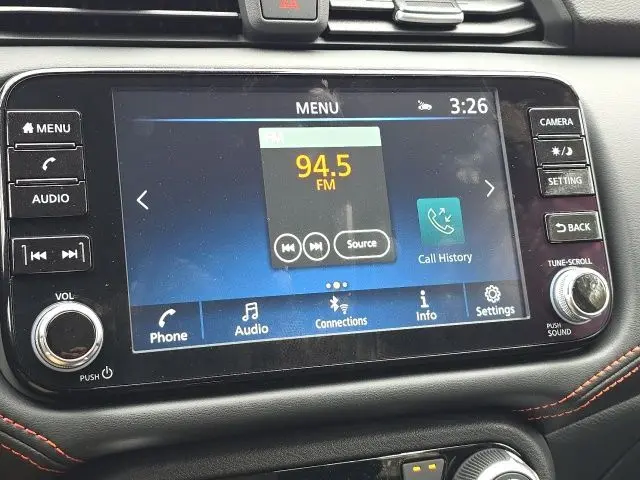 MENU
3:26
MENU
AUDIO
FM
94.5
FM
Source
Call History
Phone
Audio
Connections
Info
Settings
VOL
PUSH
CAMERA
SETTING
BACK
TUNE·SCROLL
PUSH
SOUND